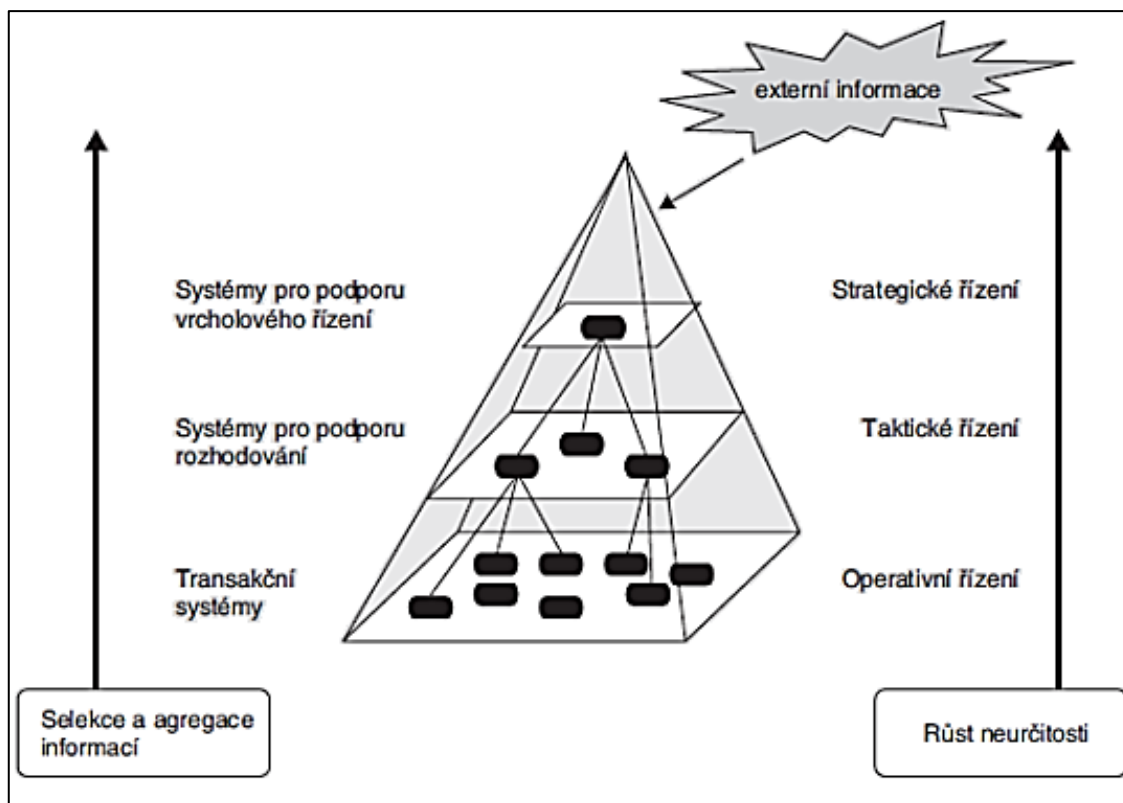 externí informace
Systémy pro podporu
vrcholového řízení
Strategické řízení
Systémy pro podporu
rozhodování
Taktické řízení
Transakční
systémy
Operativní řízení
Selekce a agregace
informací
Růst neurčitosti